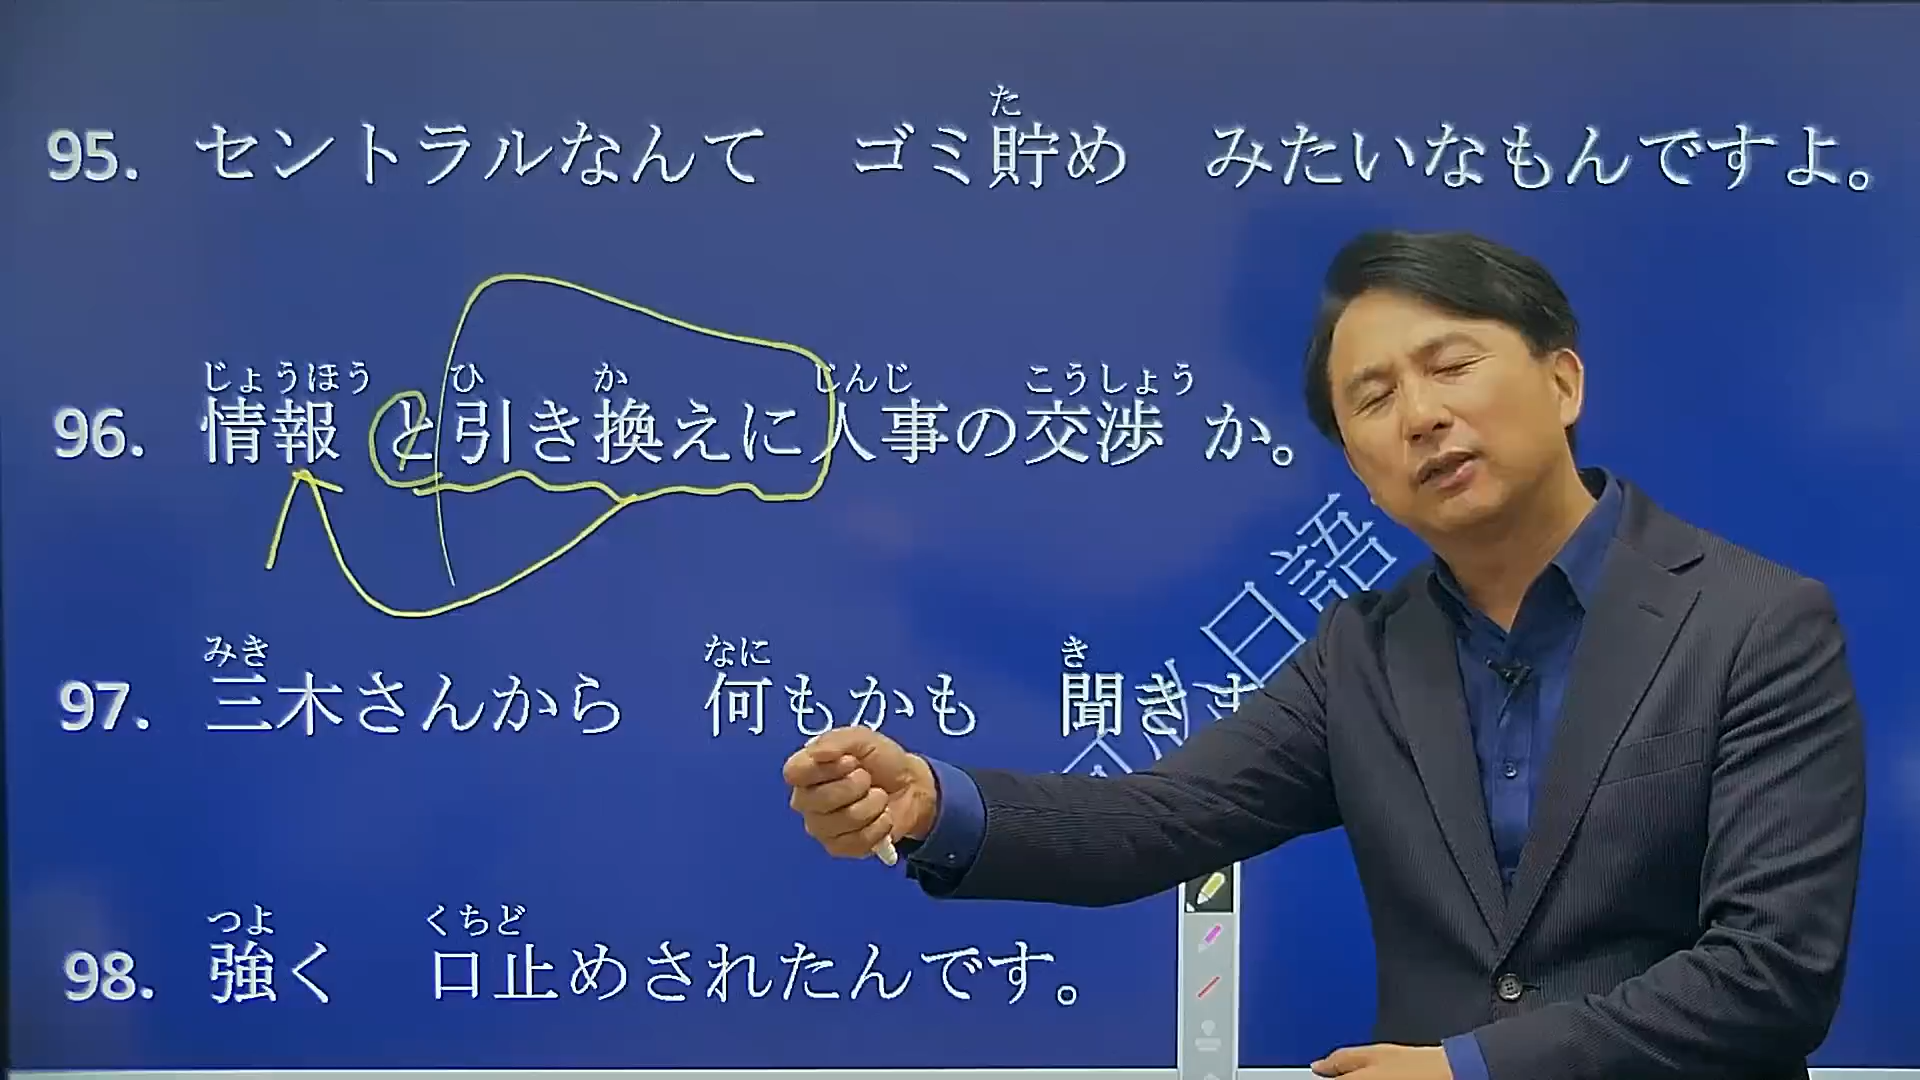 た
95. セントラルなんて ゴミ貯め みたいなもんですよ。
じょうほう ひ か じんじ こうしょう
96. 情報 と引き換えに人事の交渉 か。
みき なに き
97. 三木さんから 何もかも 聞きま
つよ くちど
98. 強く 口止めされたんです。
日語